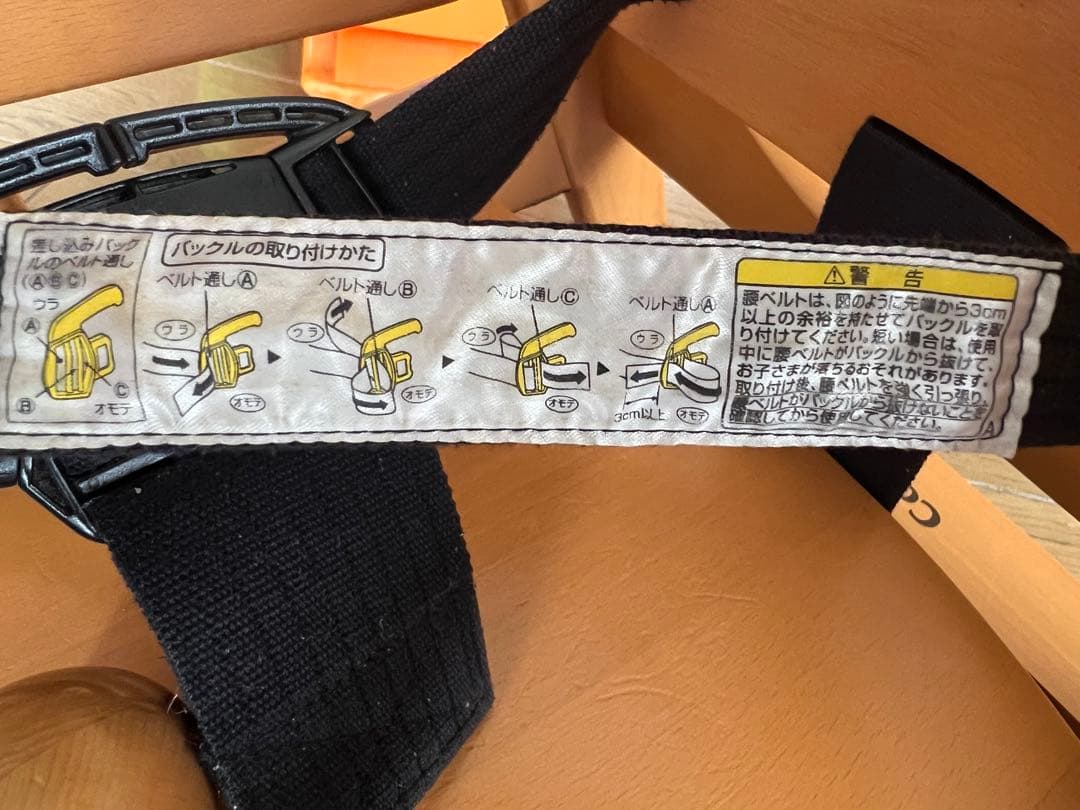 差し込みバック
ルのベルト通し
(ⒶⒷⒸ)
ウラ
Ⓐ
B
C
オモテ
バックルの取り付けかた
ベルト通しⒶ
ウラ
オモテ
ベルト通しⒷ
ウラ
オモテ
ベルト通しⒸ
ウラ
オモテ
ベルト通しⒶ
ウラ
3cm以上
オモテ
⚠警告
腰ベルトは、図のように先端から3cm
以上の余裕を持たせてバックルを取
り付けてください。短い場合は、使用
中に腰ベルトがバックルから抜けて、
お子さまが落ちるおそれがあります。
取り付け後、腰ベルトを強く引っ張り、
腰ベルトがバックルから抜けないことを
確認してから使用してください。
A